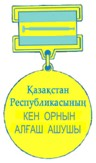 Қазақстан
Республикасының
КЕН ОРНЫН
АЛҒАШ АШУШЫ